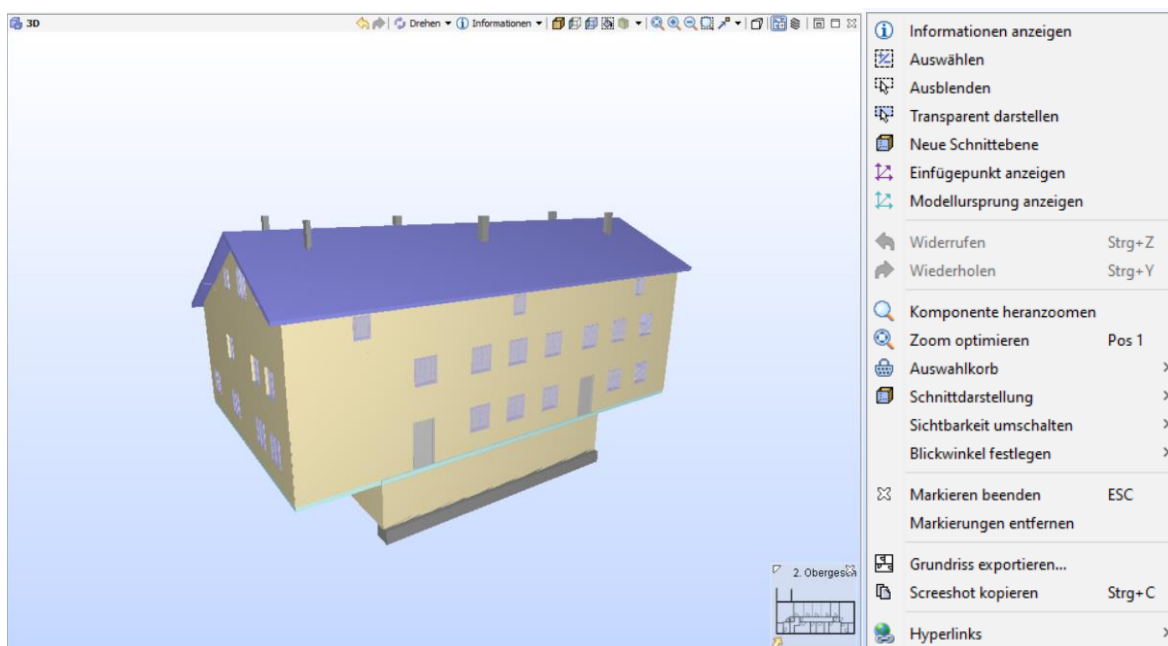 3D
Drehen
Informationen
2. Obergesch
Informationen anzeigen
Auswählen
Ausblenden
Transparent darstellen
Neue Schnittebene
Einfügepunkt anzeigen
Modellursprung anzeigen
Widerrufen Strg+Z
Wiederholen Strg+Y
Komponente heranzoomen
Zoom optimieren Pos 1
Auswahlkorb
Schnittdarstellung
Sichtbarkeit umschalten
Blickwinkel festlegen
Markieren beenden ESC
Markierungen entfernen
Grundriss exportieren...
Screeshot kopieren Strg+C
Hyperlinks